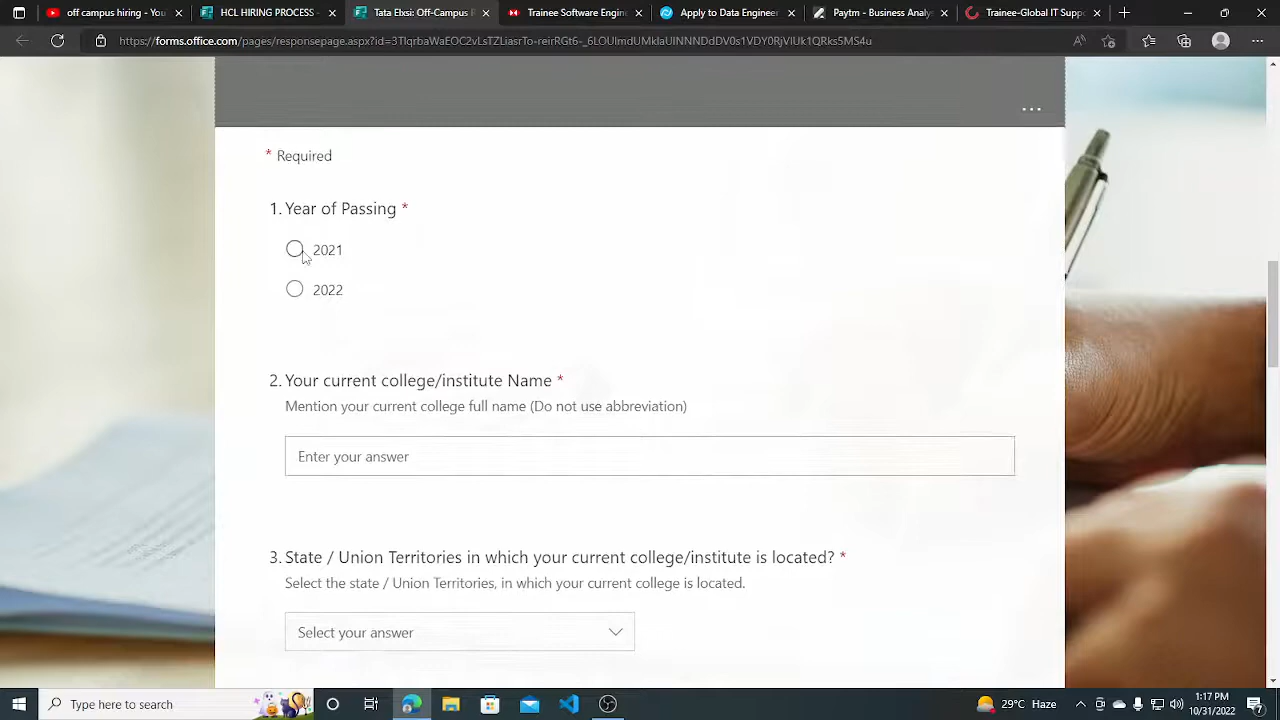 off campus hiring - You
HCL HIRING PROCESS -
Tata Elxsi Off-Campus
Trainee Software Engine
Apply to Data Engineer
Paytm - Business Analy
Trainee-Global IT Supp
* Required
1. Year of Passing *
2021
2022
2. Your current college/institute Name *
Mention your current college full name (Do not use abbreviation)
Enter your answer
3. State / Union Territories in which your current college/institute is located? *
Select the state / Union Territories, in which your current college is located.
Select your answer
Type here to search
29°C Haze
1:17 PM
10/31/2022